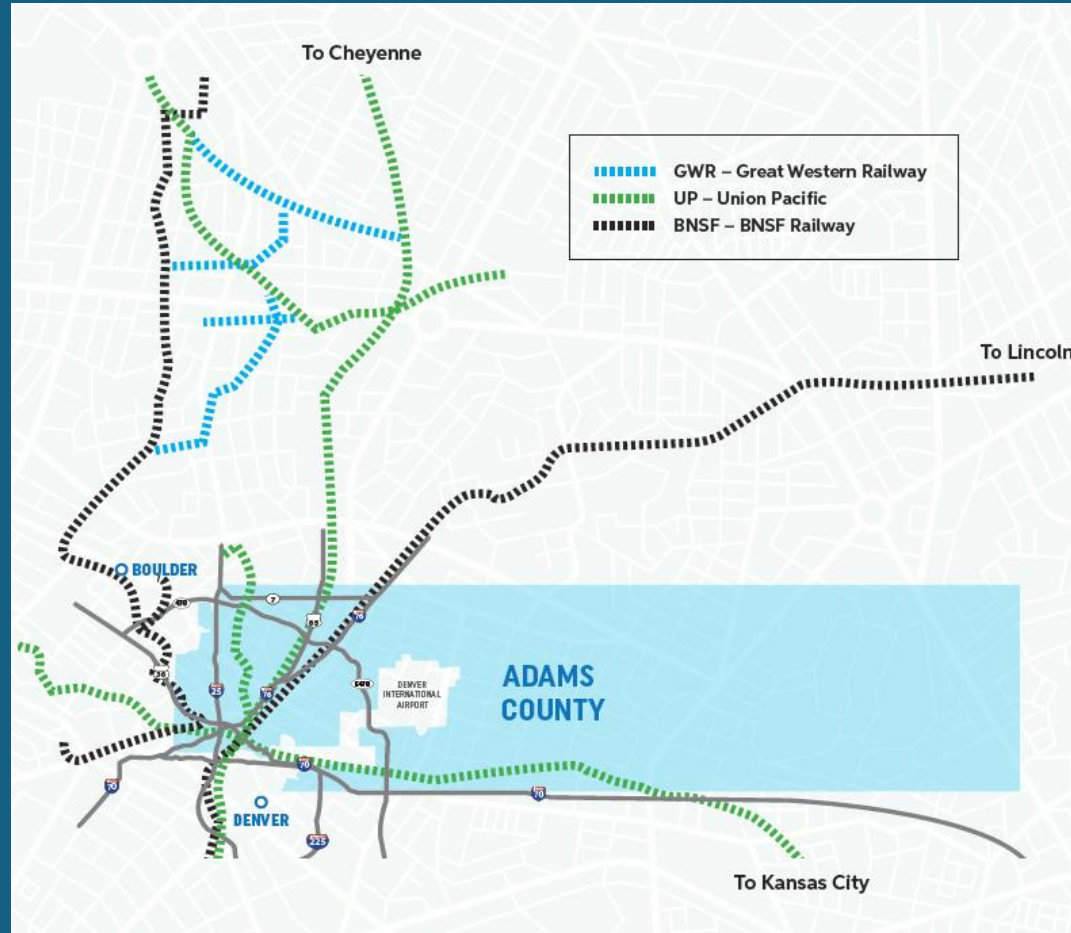 To Cheyenne
GWR – Great Western Railway
UP – Union Pacific
BNSF – BNSF Railway
To Lincoln
BOULDER
470
7
85
76
36
25
76
E470
DENVER
INTERNATIONAL
AIRPORT
ADAMS
COUNTY
70
70
70
DENVER
225
To Kansas City